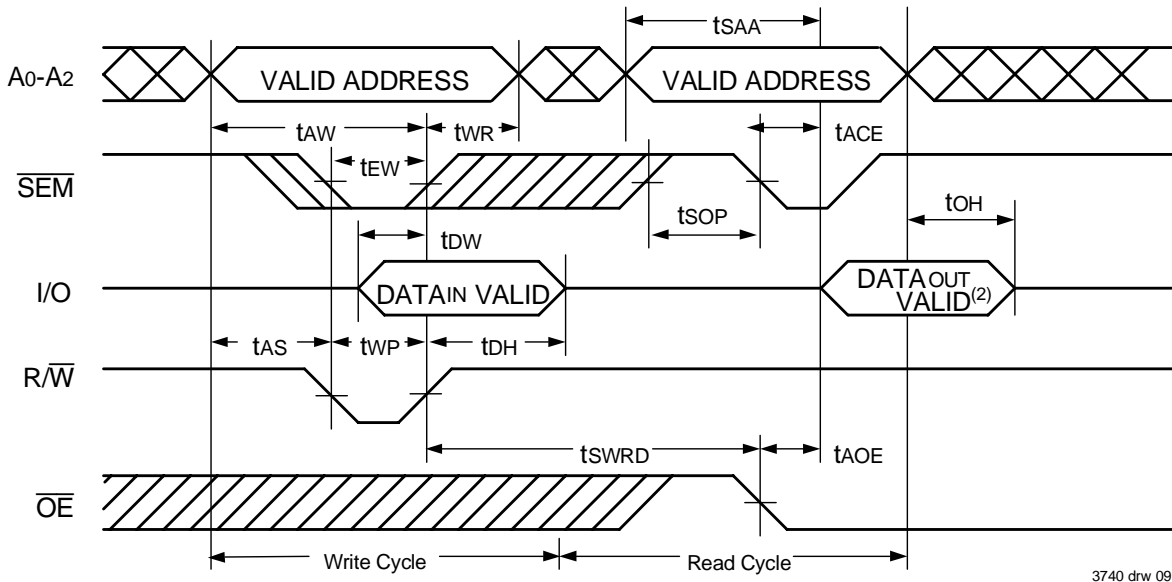 tSAA
A0-A2
VALID ADDRESS
VALID ADDRESS
tAW
tWR
tACE
tEW
SEM
tSOP
tOH
tDW
I/O
DATAIN VALID
DATAOUT
VALID(2)
tAS
tWP
tDH
R/W
tSWRD
tAOE
OE
Write Cycle
Read Cycle
3740 drw 09